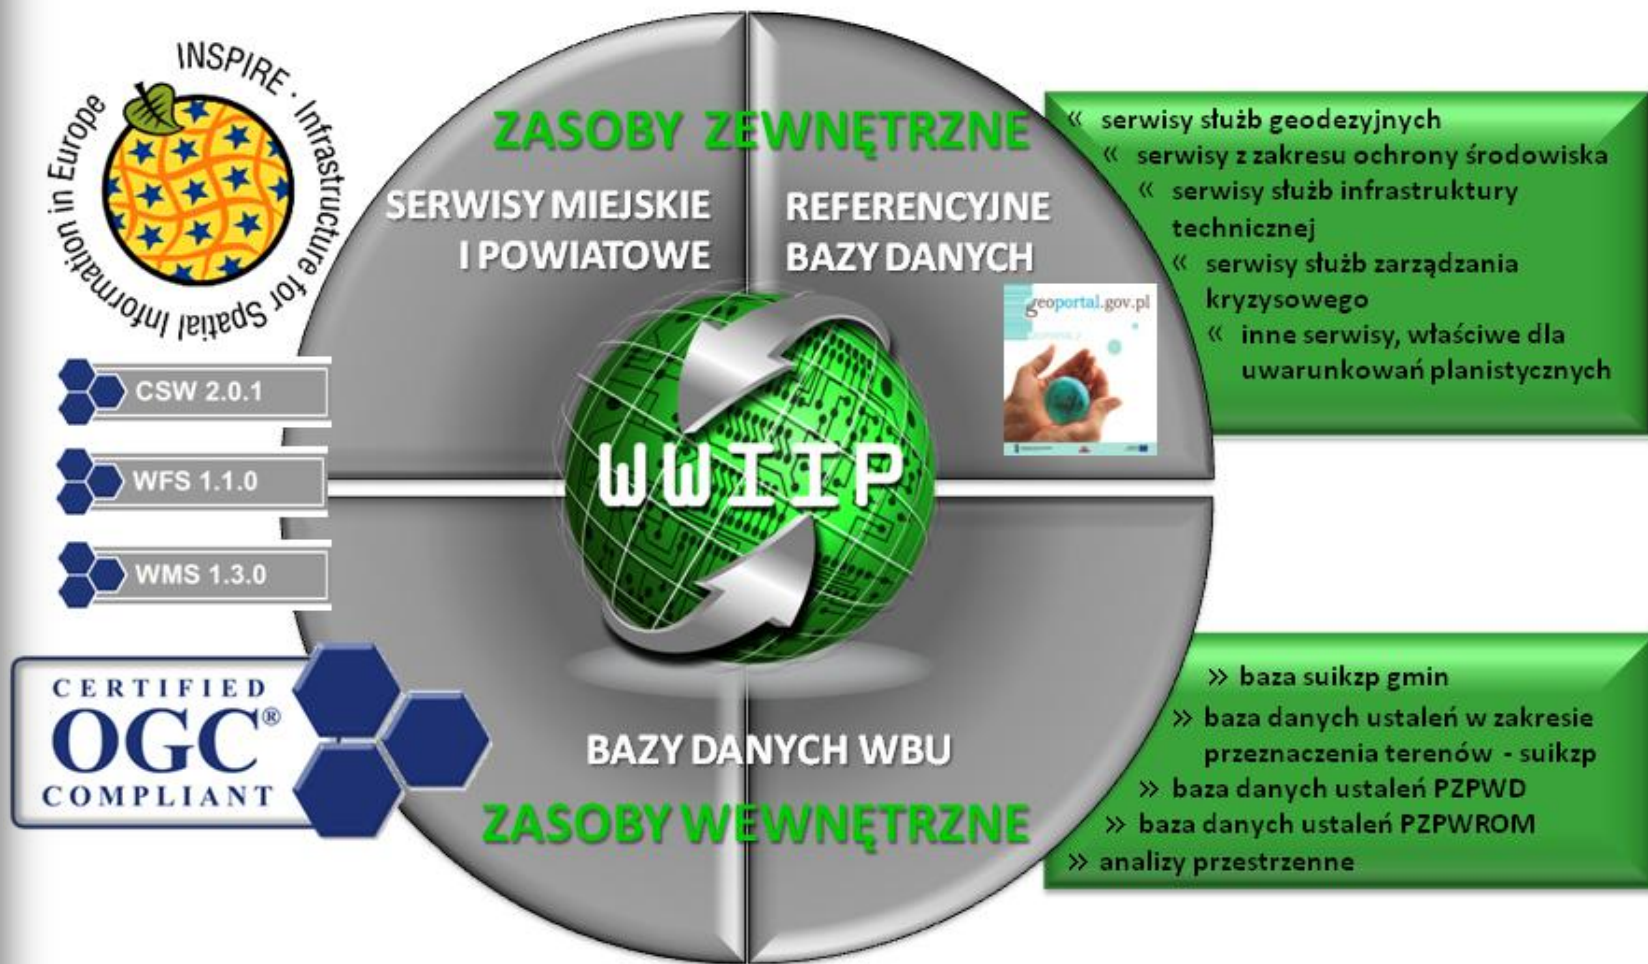 INSPIRE · Infrastructure for Spatial Information in Europe
CSW 2.0.1
WFS 1.1.0
WMS 1.3.0
CERTIFIED
OGC®
COMPLIANT
ZASOBY ZEWNĘTRZNE
SERWISY MIEJSKIE
I POWIATOWE
REFERENCYJNE
BAZY DANYCH
geoportal.gov.pl
WWIIP
BAZY DANYCH WBU
ZASOBY WEWNĘTRZNE
« serwisy służb geodezyjnych
« serwisy z zakresu ochrony środowiska
« serwisy służb infrastruktury
technicznej
« serwisy służb zarządzania
kryzysowego
« inne serwisy, właściwe dla
uwarunkowań planistycznych
» baza suikzp gmin
» baza danych ustaleń w zakresie
przeznaczenia terenów - suikzp
» baza danych ustaleń PZPWD
» baza danych ustaleń PZPWROM
» analizy przestrzenne